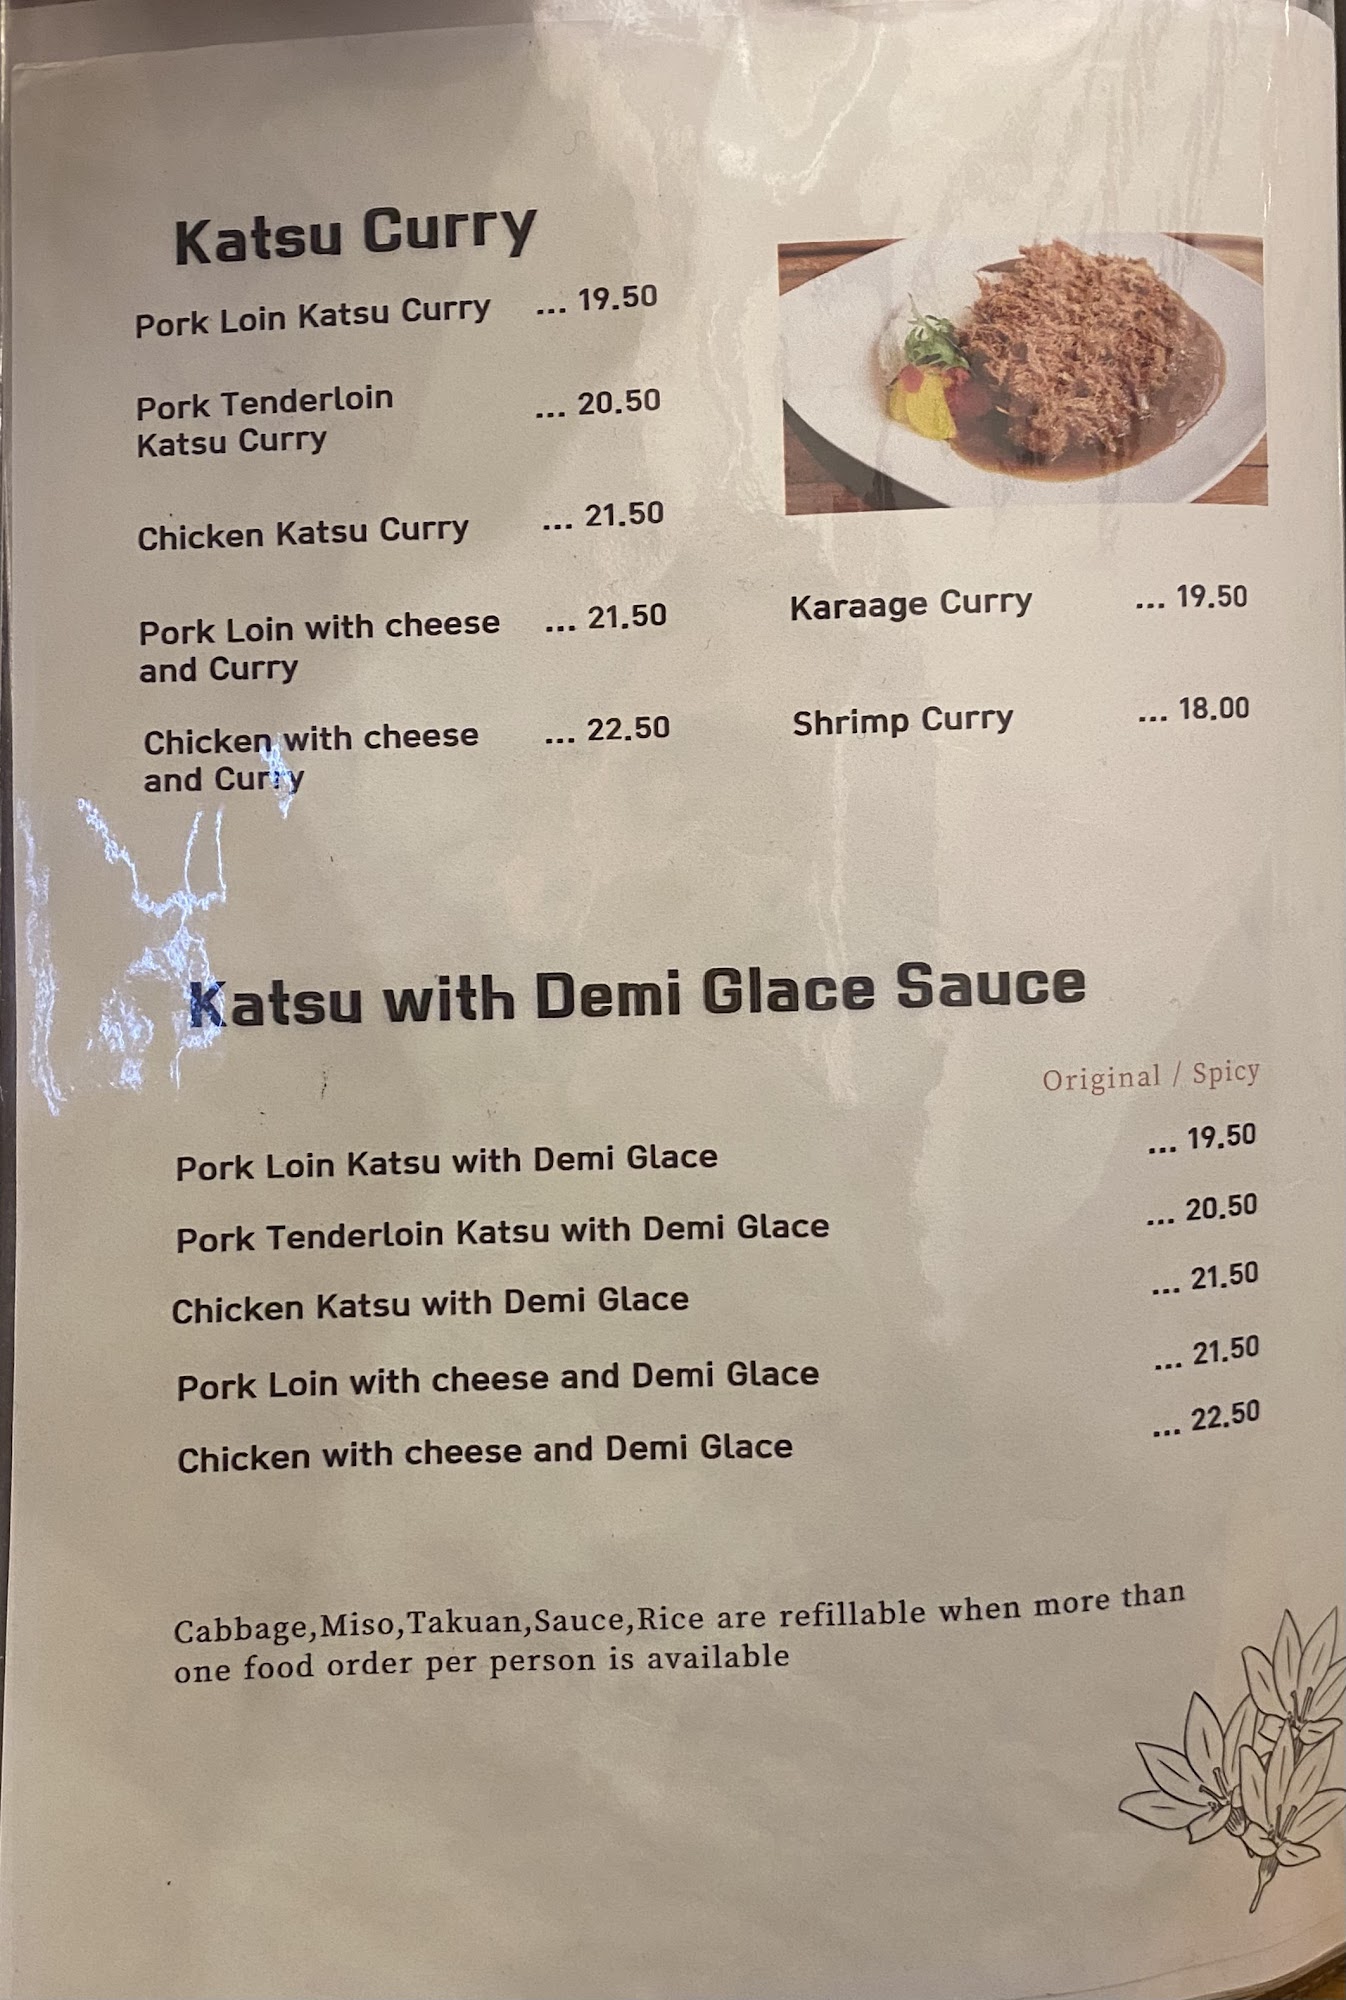 Katsu Curry
Pork Loin Katsu Curry ... 19.50
Pork Tenderloin ... 20.50
Katsu Curry
Chicken Katsu Curry ... 21.50
Pork Loin with cheese ... 21.50
and Curry
Chicken with cheese ... 22.50
and Curry
Karaage Curry ... 19.50
Shrimp Curry ... 18.00
Katsu with Demi Glace Sauce
Original / Spicy
Pork Loin Katsu with Demi Glace ... 19.50
Pork Tenderloin Katsu with Demi Glace ... 20.50
Chicken Katsu with Demi Glace ... 21.50
Pork Loin with cheese and Demi Glace ... 21.50
Chicken with cheese and Demi Glace ... 22.50
Cabbage,Miso,Takuan,Sauce,Rice are refillable when more than
one food order per person is available